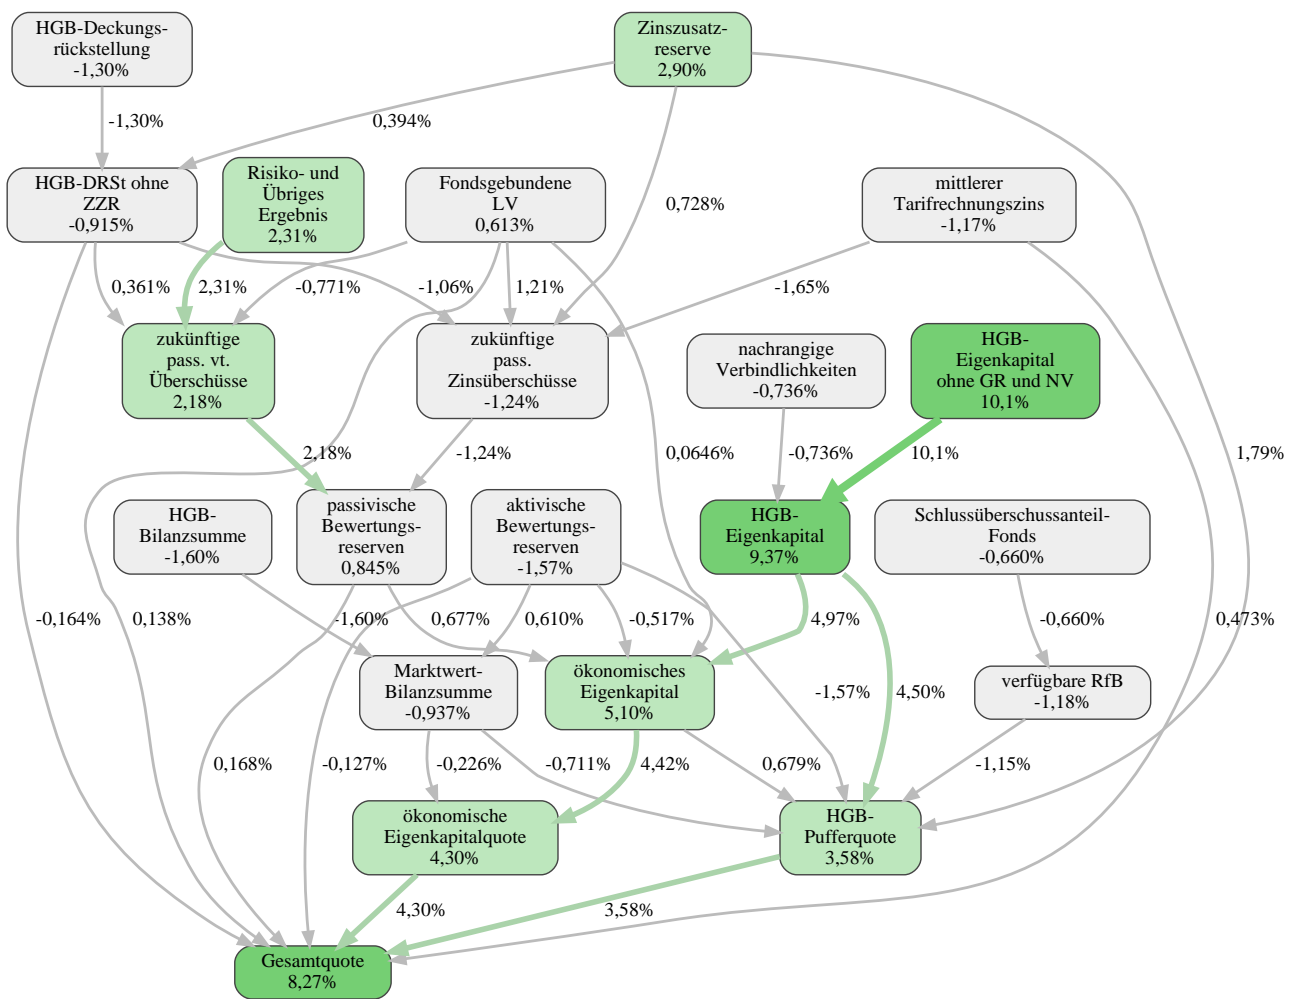 HGB-Deckungs-
rückstellung
-1,30%
Zinszusatz-
reserve
2,90%
-1,30%
0,394%
HGB-DRSt ohne
ZZR
-0,915%
Risiko- und
Übriges
Ergebnis
2,31%
Fondsgebundene
LV
0,613%
0,728%
mittlerer
Tarifrechnungszins
-1,17%
0,361%
2,31%
-0,771%
-1,06%
1,21%
-1,65%
zukünftige
pass. vt.
Überschüsse
2,18%
zukünftige
pass.
Zinsüberschüsse
-1,24%
nachrangige
Verbindlichkeiten
-0,736%
HGB-
Eigenkapital
ohne GR und NV
10,1%
2,18%
-1,24%
0,0646%
-0,736%
10,1%
1,79%
HGB-
Bilanzsumme
-1,60%
passivische
Bewertungs-
reserven
0,845%
aktivische
Bewertungs-
reserven
-1,57%
HGB-
Eigenkapital
9,37%
Schlussüberschussanteil-
Fonds
-0,660%
-0,164%
0,138%
-1,60%
0,677%
0,610%
-0,517%
4,97%
-0,660%
0,473%
Marktwert-
Bilanzsumme
-0,937%
ökonomisches
Eigenkapital
5,10%
-1,57%
4,50%
verfügbare RfB
-1,18%
0,168%
-0,127%
-0,226%
-0,711%
4,42%
0,679%
-1,15%
ökonomische
Eigenkapitalquote
4,30%
HGB-
Pufferquote
3,58%
4,30%
3,58%
Gesamtquote
8,27%